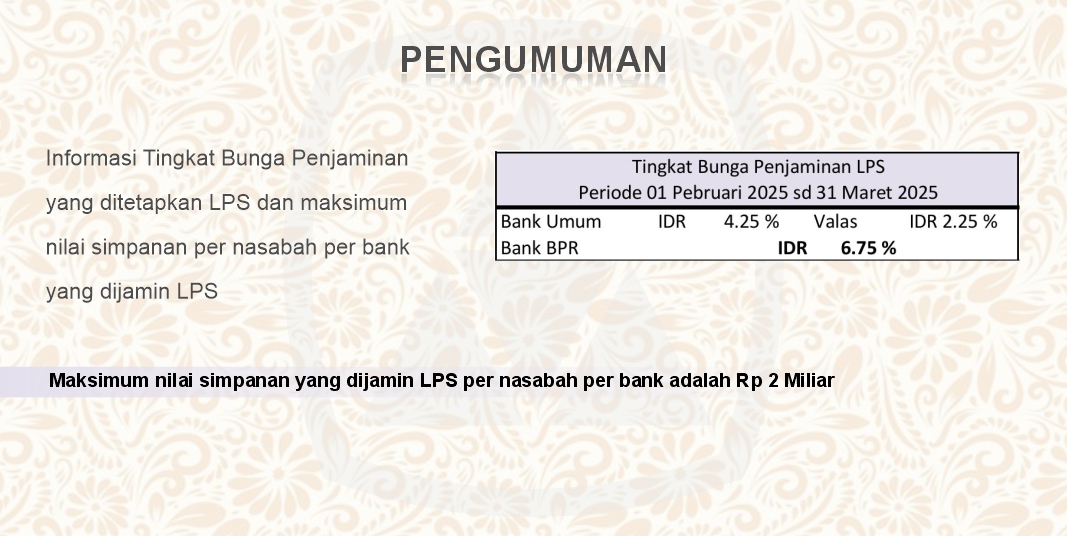 PENGUMUMAN
Informasi Tingkat Bunga Penjaminan
yang ditetapkan LPS dan maksimum
nilai simpanan per nasabah per bank
yang dijamin LPS
Tingkat Bunga Penjaminan LPS
Periode 01 Pebruari 2025 sd 31 Maret 2025
Bank Umum IDR 4.25 % Valas IDR 2.25 %
Bank BPR IDR 6.75 %
Maksimum nilai simpanan yang dijamin LPS per nasabah per bank adalah Rp 2 Miliar